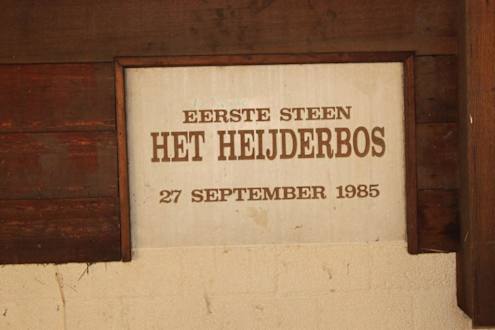 EERSTE STEEN
HET HEIJDERBOS
27 SEPTEMBER 1985